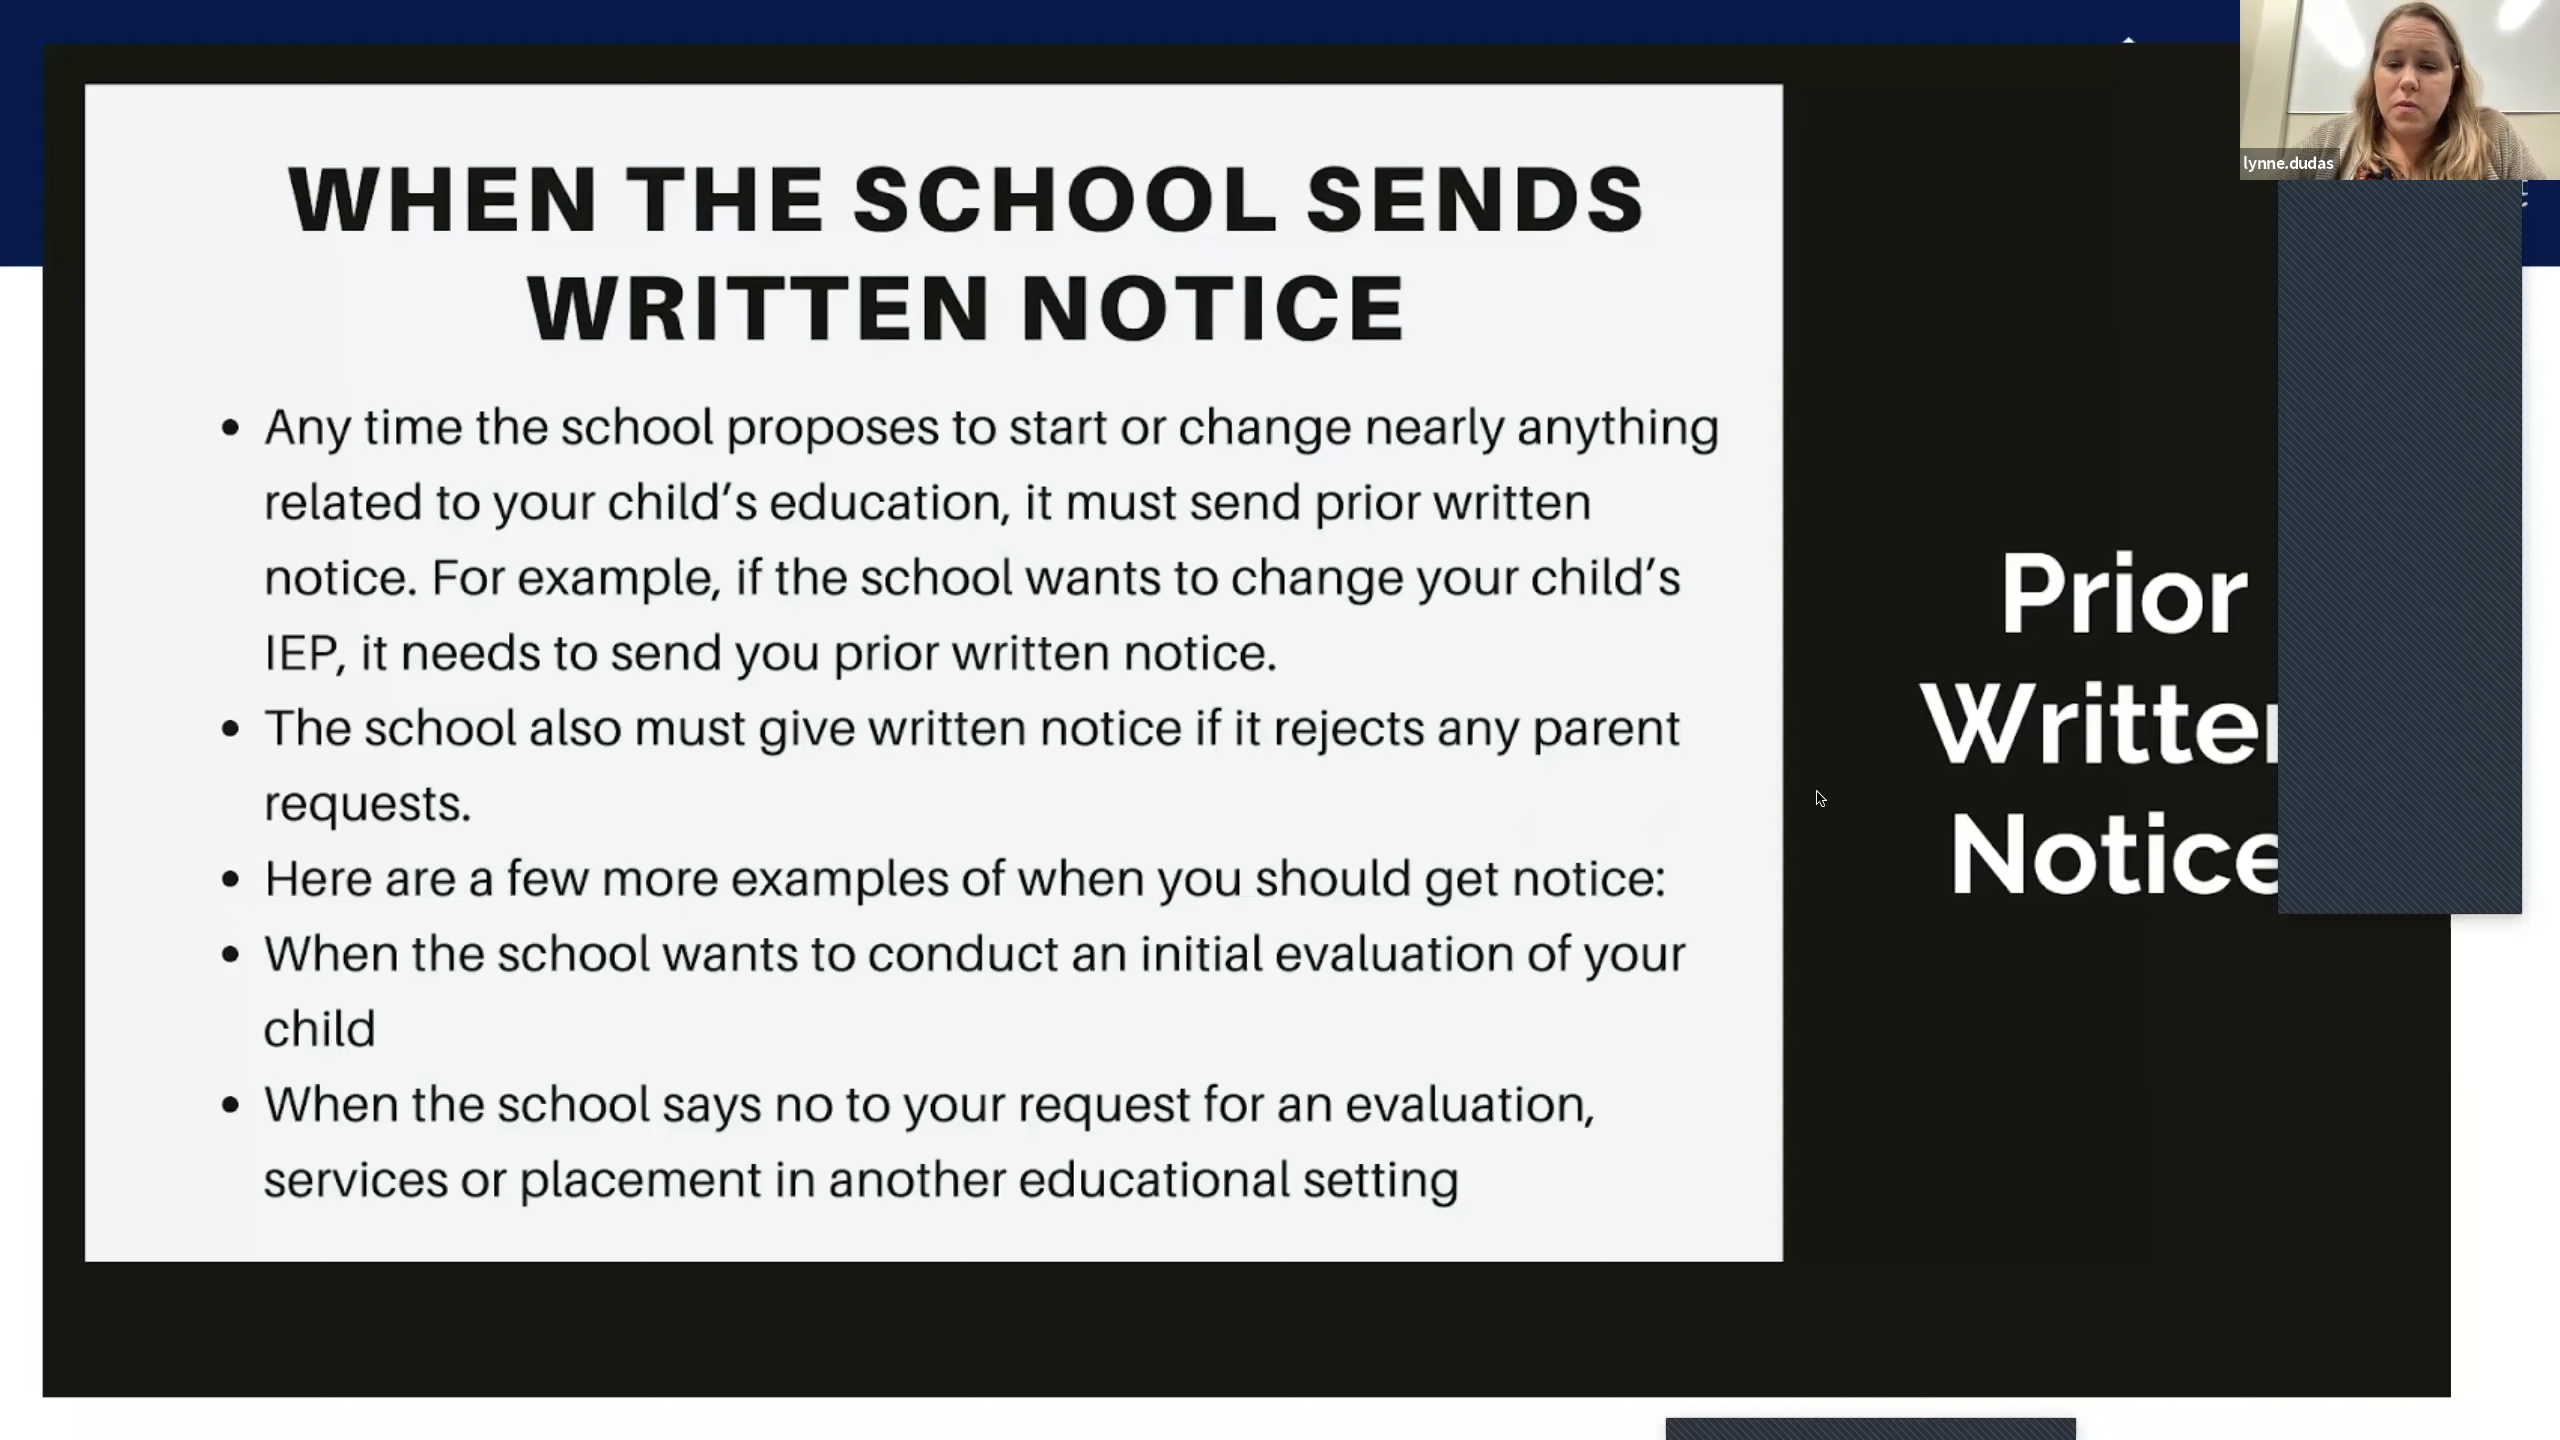 WHEN THE SCHOOL SENDS
WRITTEN NOTICE
• Any time the school proposes to start or change nearly anything
related to your child’s education, it must send prior written
notice. For example, if the school wants to change your child’s
IEP, it needs to send you prior written notice.
• The school also must give written notice if it rejects any parent
requests.
• Here are a few more examples of when you should get notice:
• When the school wants to conduct an initial evaluation of your
child
• When the school says no to your request for an evaluation,
services or placement in another educational setting
Prior
Written
Notice
lynne.dudas